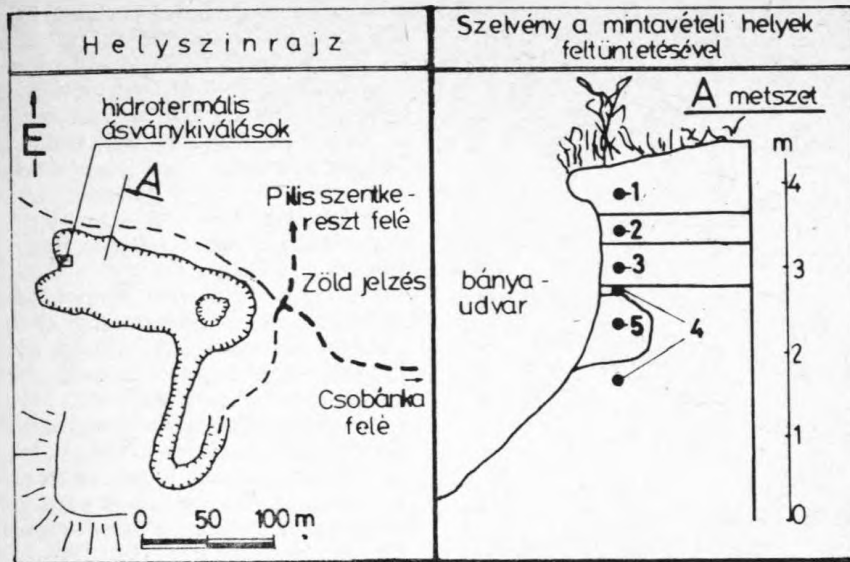 Helyszinrajz
É
hidrotermális
ásványkiválások
A
Pilis szentke-
reszt felé
Zöld jelzés
Csobánka
felé
0 50 100 m
Szelvény a mintavételi helyek
feltüntetésével
A metszet
m
4
3
2
1
0
1
2
3
4
5
bánya-
udvar